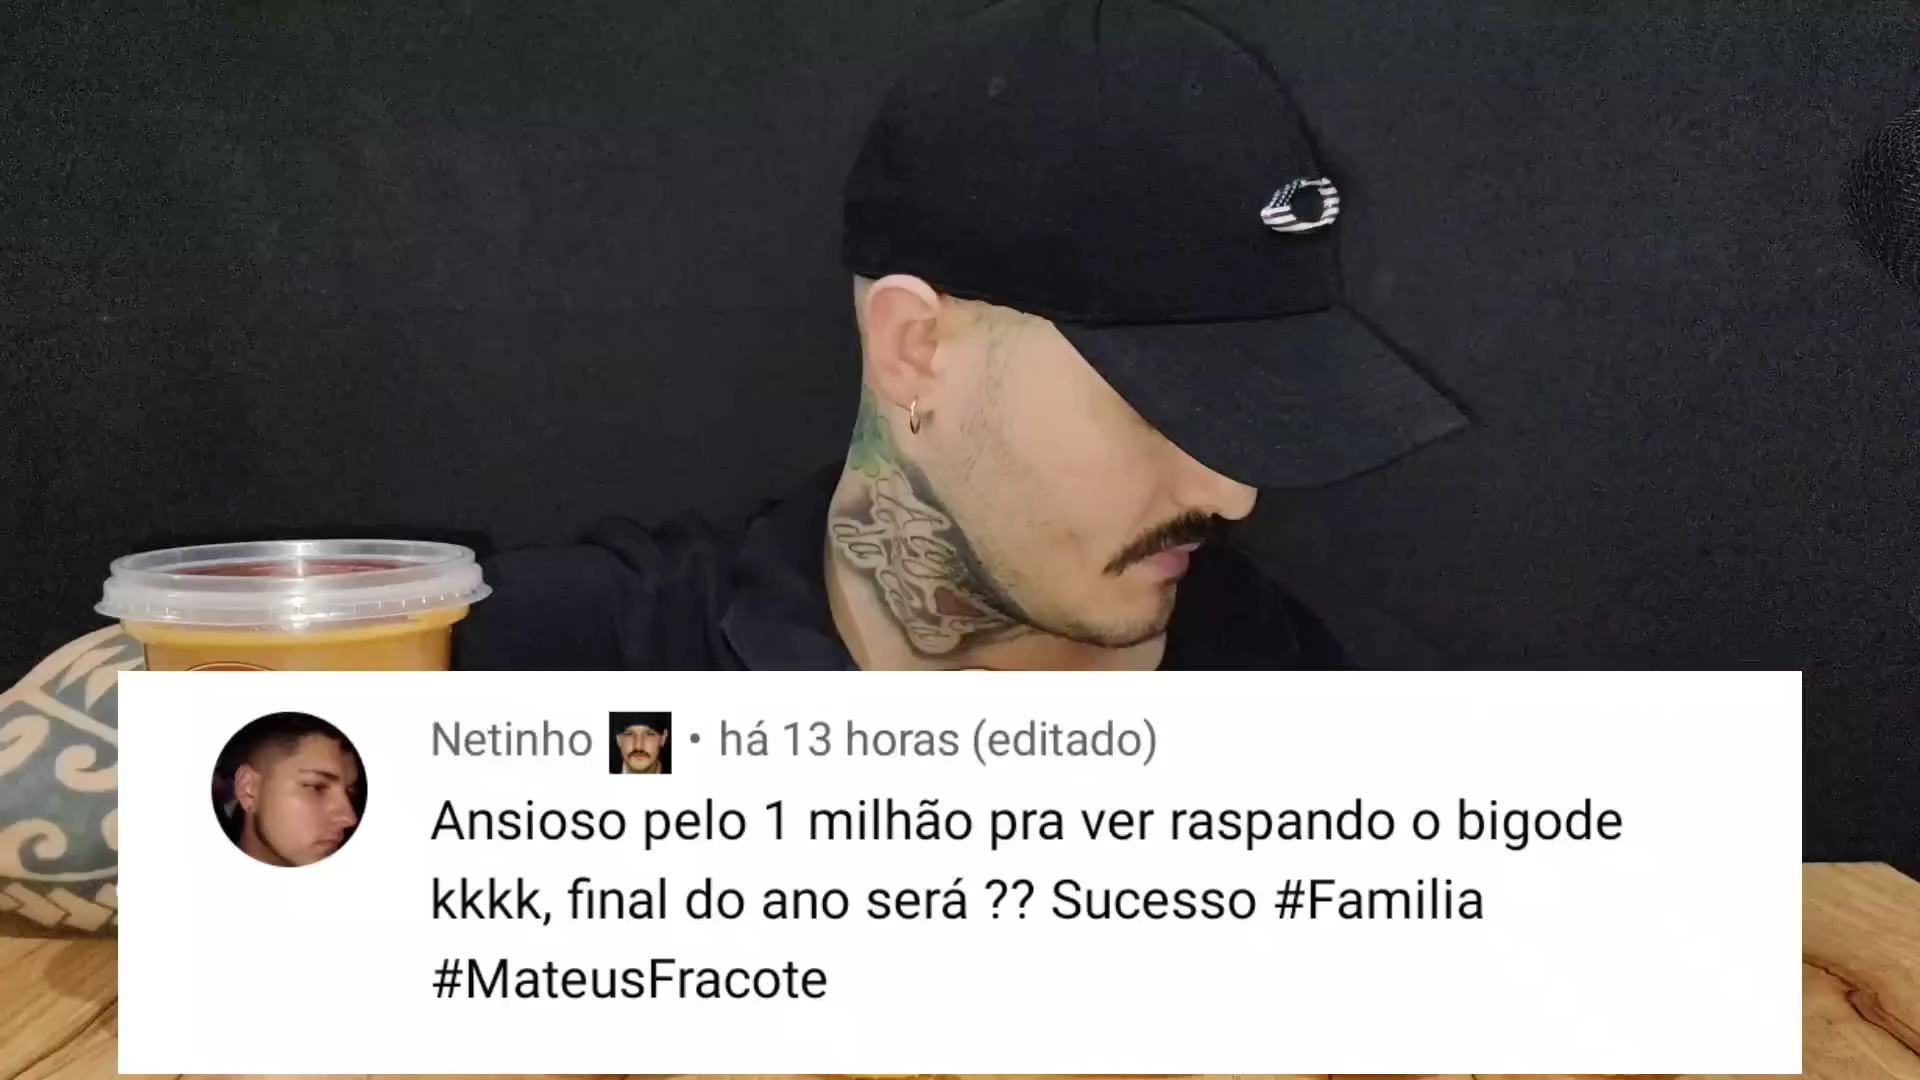 Netinho • há 13 horas (editado)
Ansioso pelo 1 milhão pra ver raspando o bigode
kkkk, final do ano será ?? Sucesso #Familia
#MateusFracote